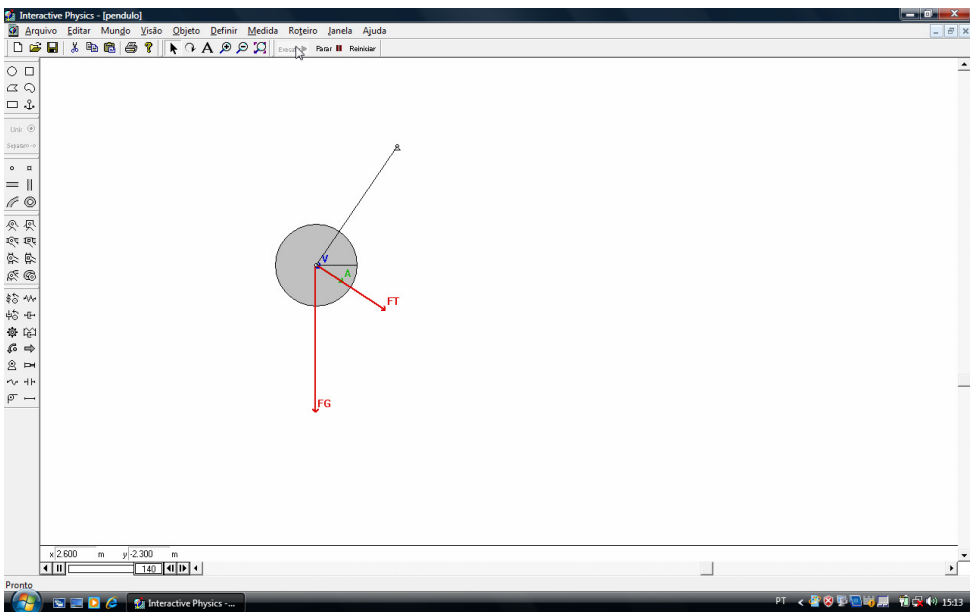 Interactive Physics - [pendulo]
Arquivo Editar Mundo Visão Objeto Definir Medida Roteiro Janela Ajuda
A Parar Reiniciar
Unir
V
A
FT
FG
x 2.600 m y -2.300 m
140
Pronto
Interactive Physics -...
PT 15:13